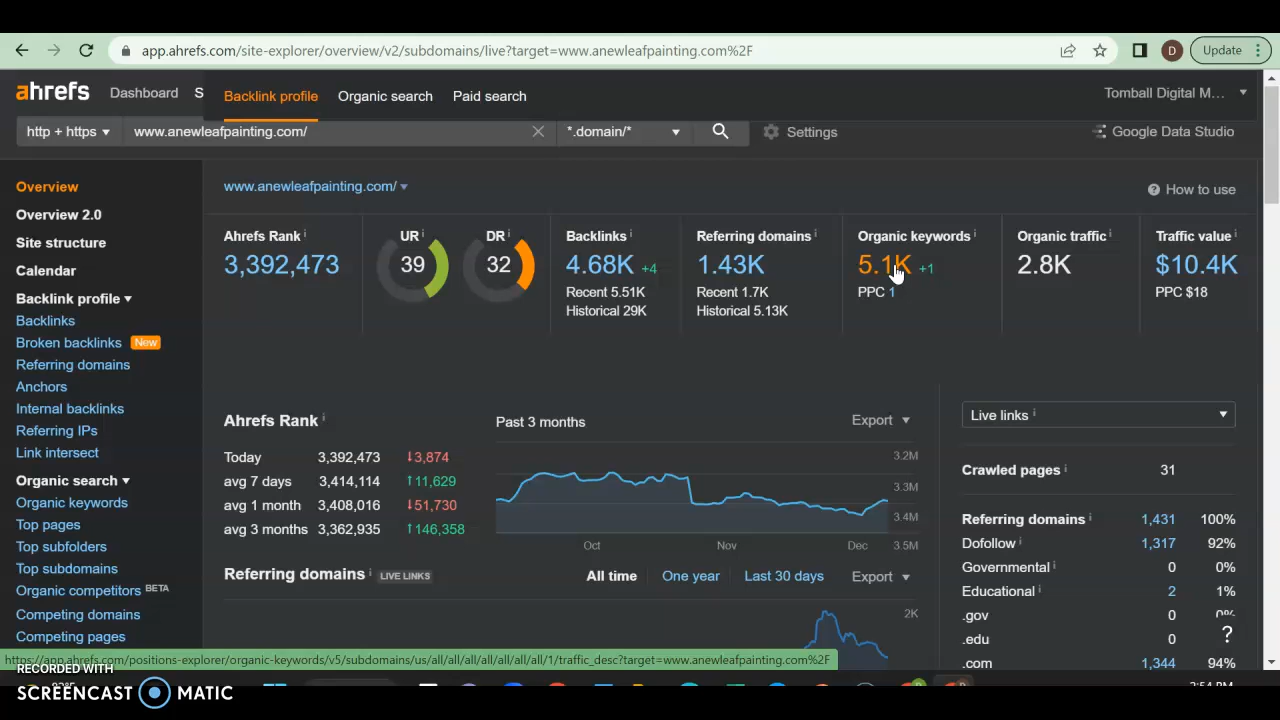 app.ahrefs.com/site-explorer/overview/v2/subdomains/live?target=www.anewleafpainting.com%2F
D
Update
ahrefs
Dashboard
S
Backlink profile
Organic search
Paid search
Tomball Digital M...
http + https
www.anewleafpainting.com/
*.domain/*
Settings
Google Data Studio
Overview
Overview 2.0
Site structure
Calendar
Backlink profile
Backlinks
Broken backlinks New
Referring domains
Anchors
Internal backlinks
Referring IPs
Link intersect
Organic search
Organic keywords
Top pages
Top subfolders
Top subdomains
Organic competitors BETA
Competing domains
Competing pages
www.anewleafpainting.com/
? How to use
Ahrefs Rank i
3,392,473
UR i
39
DR i
32
Backlinks i
4.68K +4
Recent 5.51K
Historical 29K
Referring domains i
1.43K
Recent 1.7K
Historical 5.13K
Organic keywords i
5.1K +1
PPC 1
Organic traffic i
2.8K
Traffic value i
$10.4K
PPC $18
Ahrefs Rank i
Today 3,392,473 ↓3,874
avg 7 days 3,414,114 ↑11,629
avg 1 month 3,408,016 ↓51,730
avg 3 months 3,362,935 ↑146,358
Past 3 months
Export
3.2M
3.3M
3.4M
3.5M
Oct Nov Dec
Referring domains i LIVE LINKS
All time One year Last 30 days Export
2K
Live links i
Crawled pages i 31
Referring domains i 1,431 100%
Dofollow i 1,317 92%
Governmental i 0 0%
Educational i 2 1%
.gov 0 0%
.edu 0
.com 1,344 94%
?
https://app.ahrefs.com/positions-explorer/organic-keywords/v5/subdomains/us/all/all/all/all/all/all/all/1/traffic_desc?target=www.anewleafpainting.com%2F
RECORDED WITH
SCREENCAST MATIC